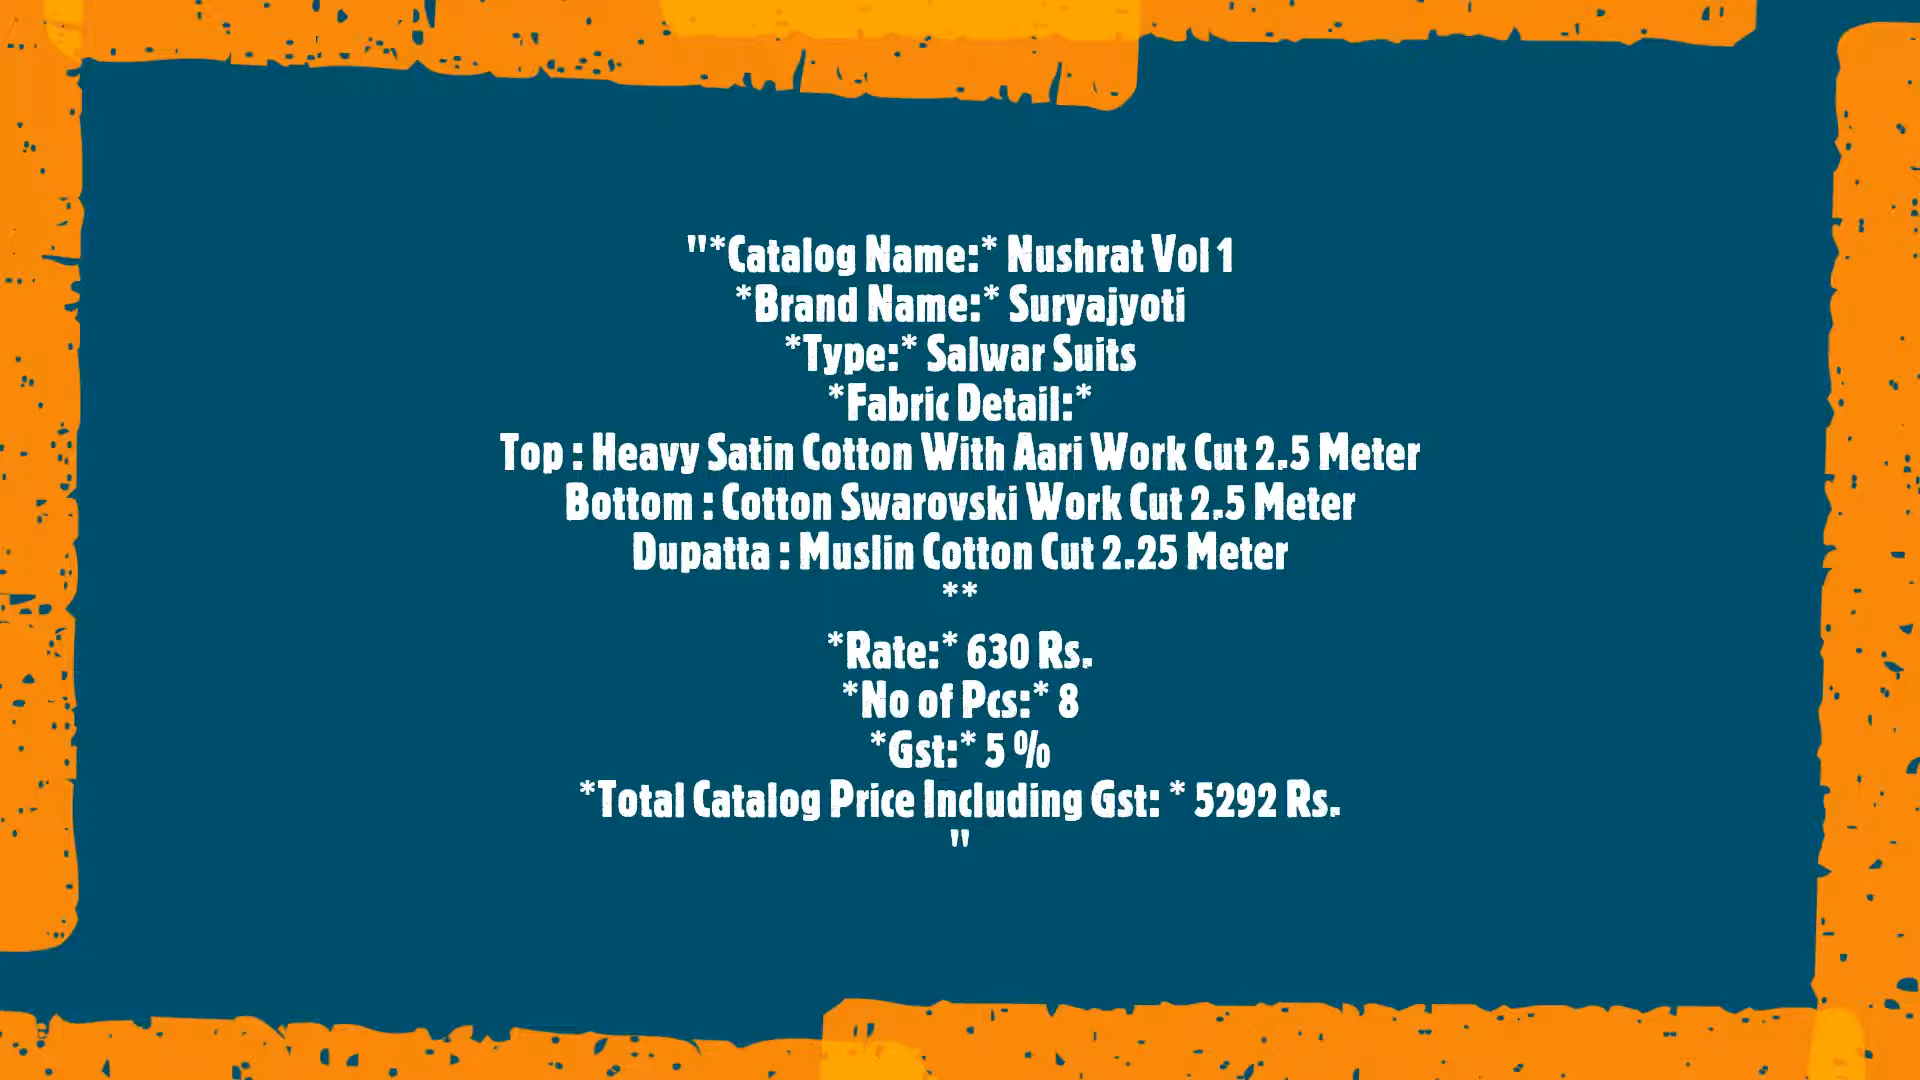 "*Catalog Name:* Nushrat Vol 1
*Brand Name:* Suryajyoti
*Type:* Salwar Suits
*Fabric Detail:*
Top : Heavy Satin Cotton With Aari Work Cut 2.5 Meter
Bottom : Cotton Swarovski Work Cut 2.5 Meter
Dupatta : Muslin Cotton Cut 2.25 Meter
**
*Rate:* 630 Rs.
*No of Pcs:* 8
*Gst:* 5 %
*Total Catalog Price Including Gst: * 5292 Rs.
"